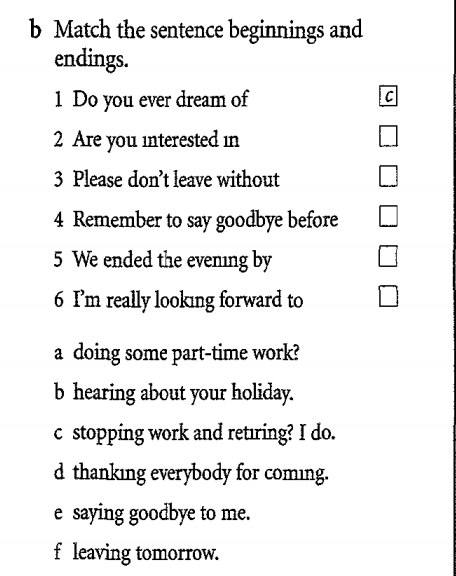 b Match the sentence beginnings and
endings.
1 Do you ever dream of c
2 Are you interested in
3 Please don't leave without
4 Remember to say goodbye before
5 We ended the evening by
6 I'm really looking forward to
a doing some part-time work?
b hearing about your holiday.
c stopping work and retiring? I do.
d thanking everybody for coming.
e saying goodbye to me.
f leaving tomorrow.